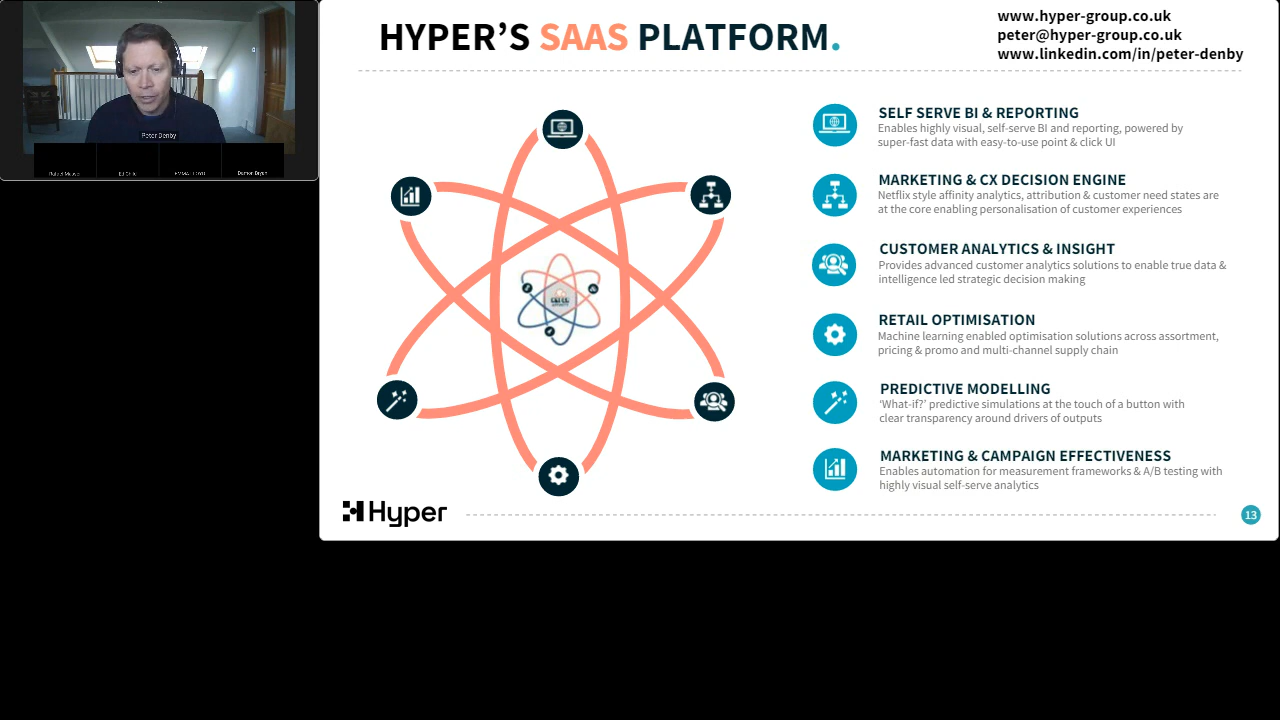 Peter Denby
HYPER'S SAAS PLATFORM.
www.hyper-group.co.uk
peter@hyper-group.co.uk
www.linkedin.com/in/peter-denby
SELF SERVE BI & REPORTING
Enables highly visual, self-serve BI and reporting, powered by
super-fast data with easy-to-use point & click UI
MARKETING & CX DECISION ENGINE
Netflix style affinity analytics, attribution & customer need states are
at the core enabling personalisation of customer experiences
CUSTOMER ANALYTICS & INSIGHT
Provides advanced customer analytics solutions to enable true data &
intelligence led strategic decision making
RETAIL OPTIMISATION
Machine learning enabled optimisation solutions across assortment,
pricing & promo and multi-channel supply chain
PREDICTIVE MODELLING
‘What-if?’ predictive simulations at the touch of a button with
clear transparency around drivers of outputs
MARKETING & CAMPAIGN EFFECTIVENESS
Enables automation for measurement frameworks & A/B testing with
highly visual self-serve analytics
Hyper
13